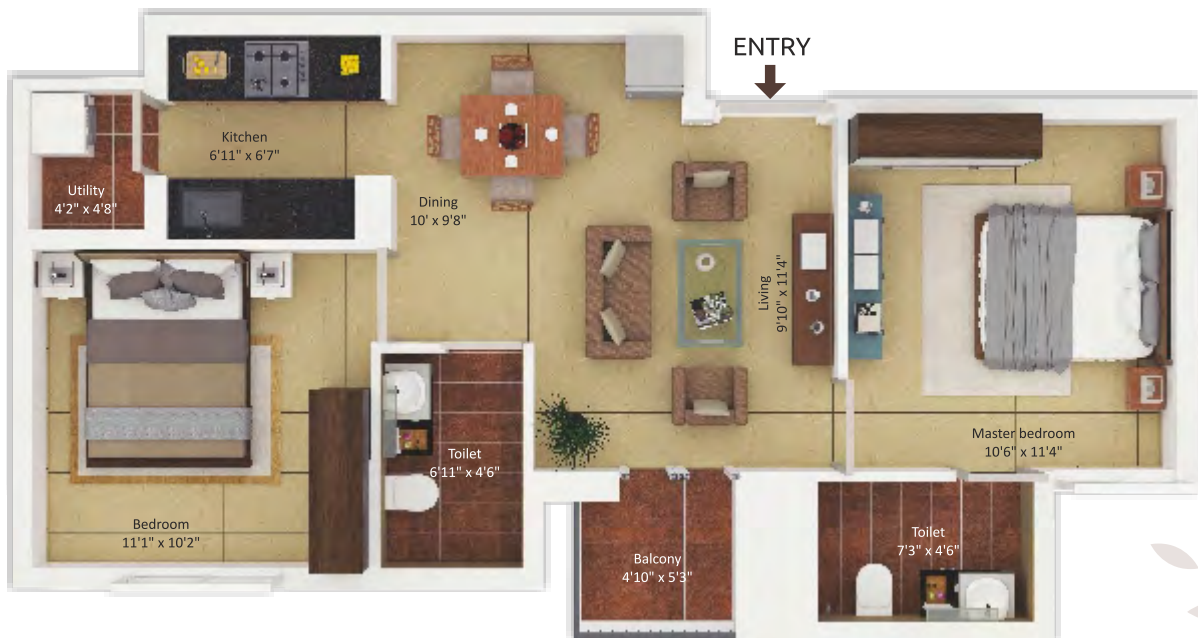 ENTRY
Kitchen
6'11" x 6'7"
Utility
4'2" x 4'8"
Dining
10' x 9'8"
Living
9'10" x 11'4"
Master bedroom
10'6" x 11'4"
Toilet
6'11" x 4'6"
Bedroom
11'1" x 10'2"
Balcony
4'10" x 5'3"
Toilet
7'3" x 4'6"